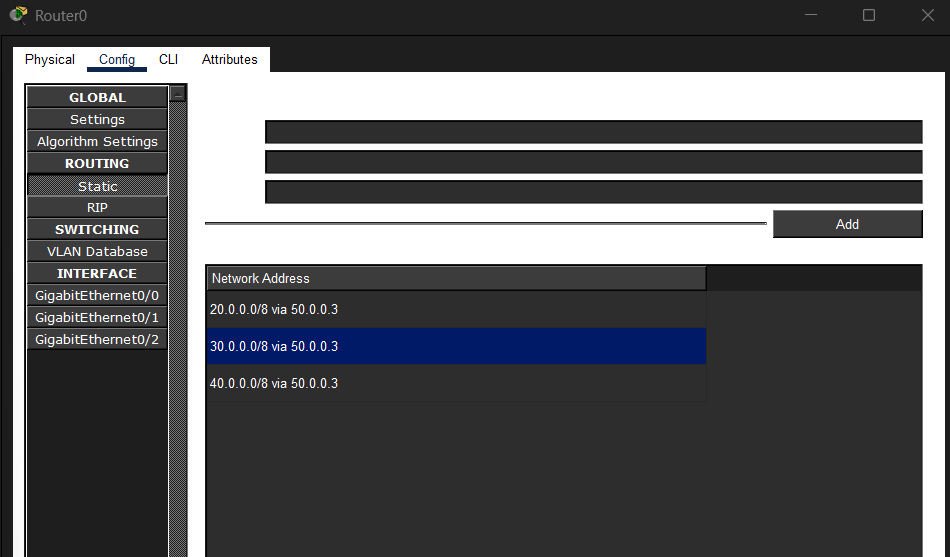 Router0
Physical Config CLI Attributes
GLOBAL
Settings
Algorithm Settings
ROUTING
Static
RIP
SWITCHING
VLAN Database
INTERFACE
GigabitEthernet0/0
GigabitEthernet0/1
GigabitEthernet0/2
Add
Network Address
20.0.0.0/8 via 50.0.0.3
30.0.0.0/8 via 50.0.0.3
40.0.0.0/8 via 50.0.0.3